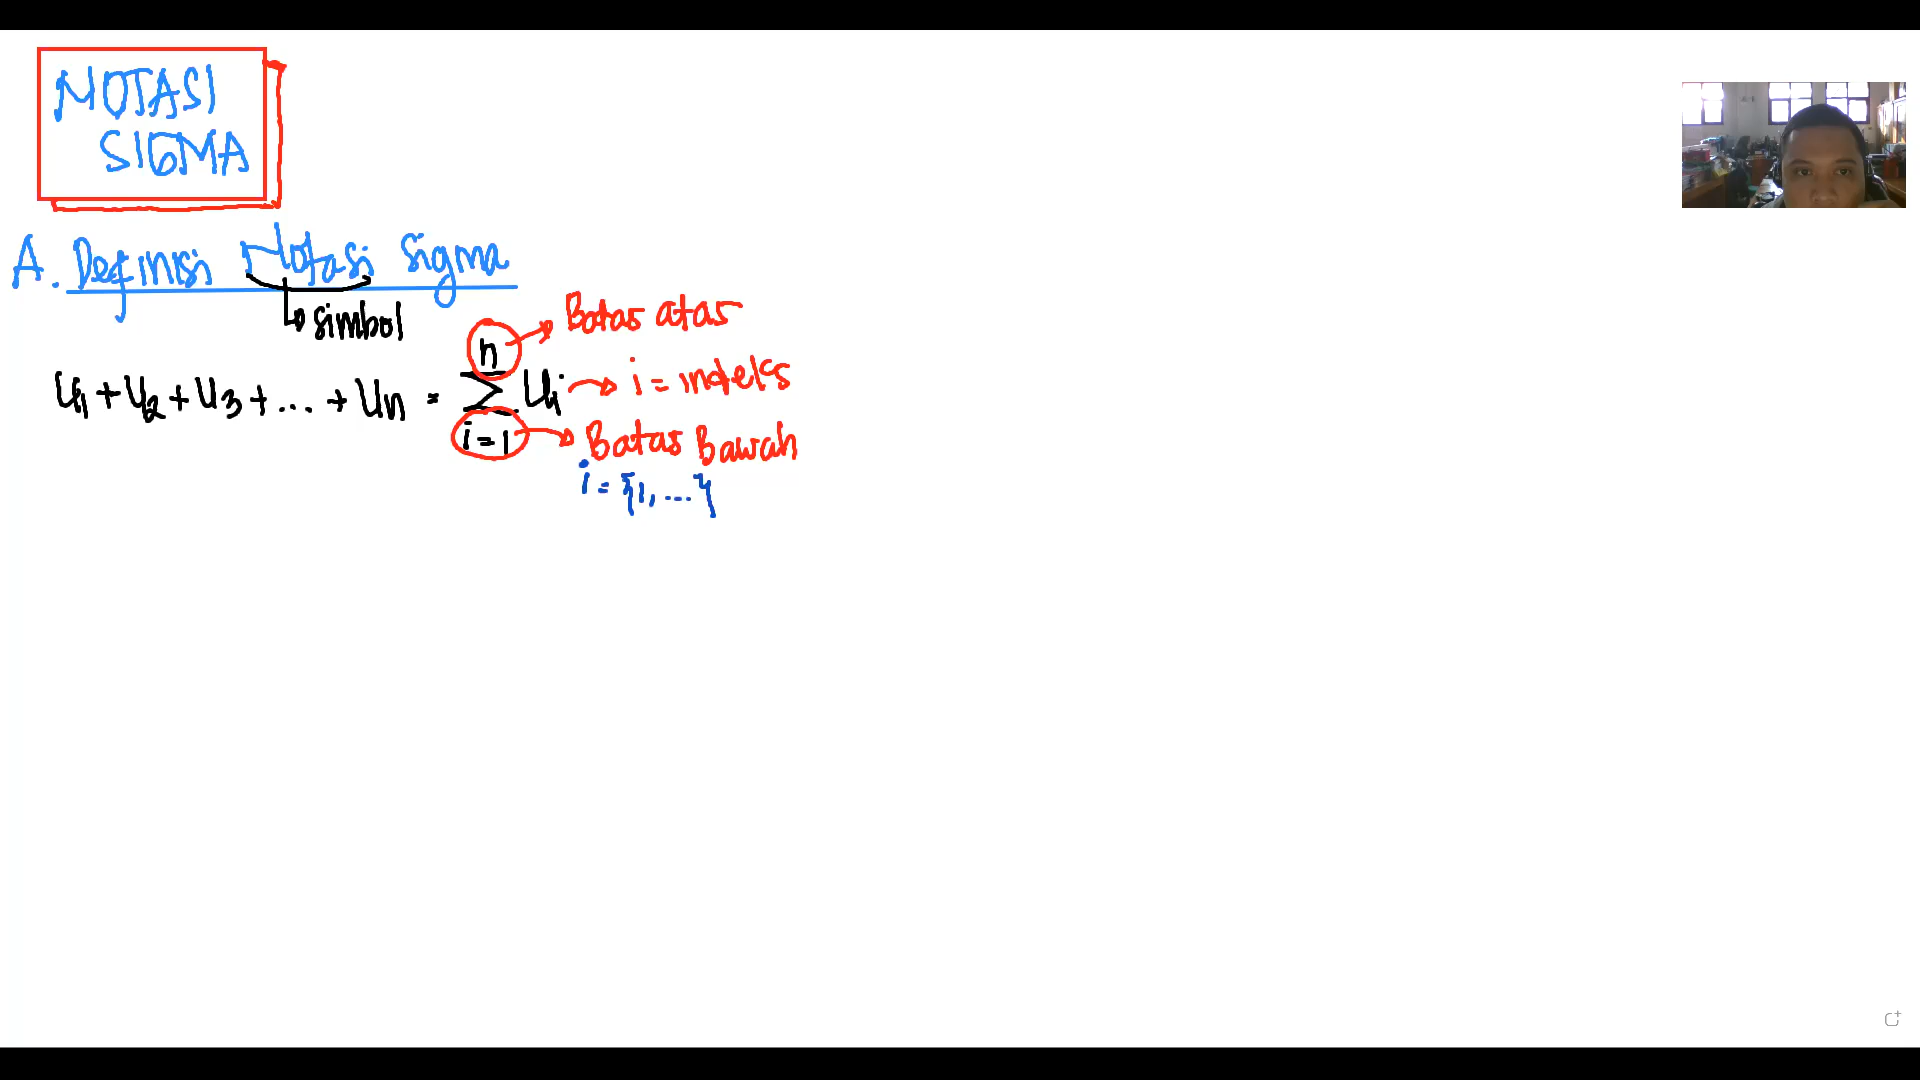 NOTASI
SIGMA
A. Definisi Notasi Sigma
simbol
Batas atas
n
U₁ + U₂ + U₃ + ... + Un = Σ Ui
i = indeks
i = 1
Batas Bawah
i = {1, ...}